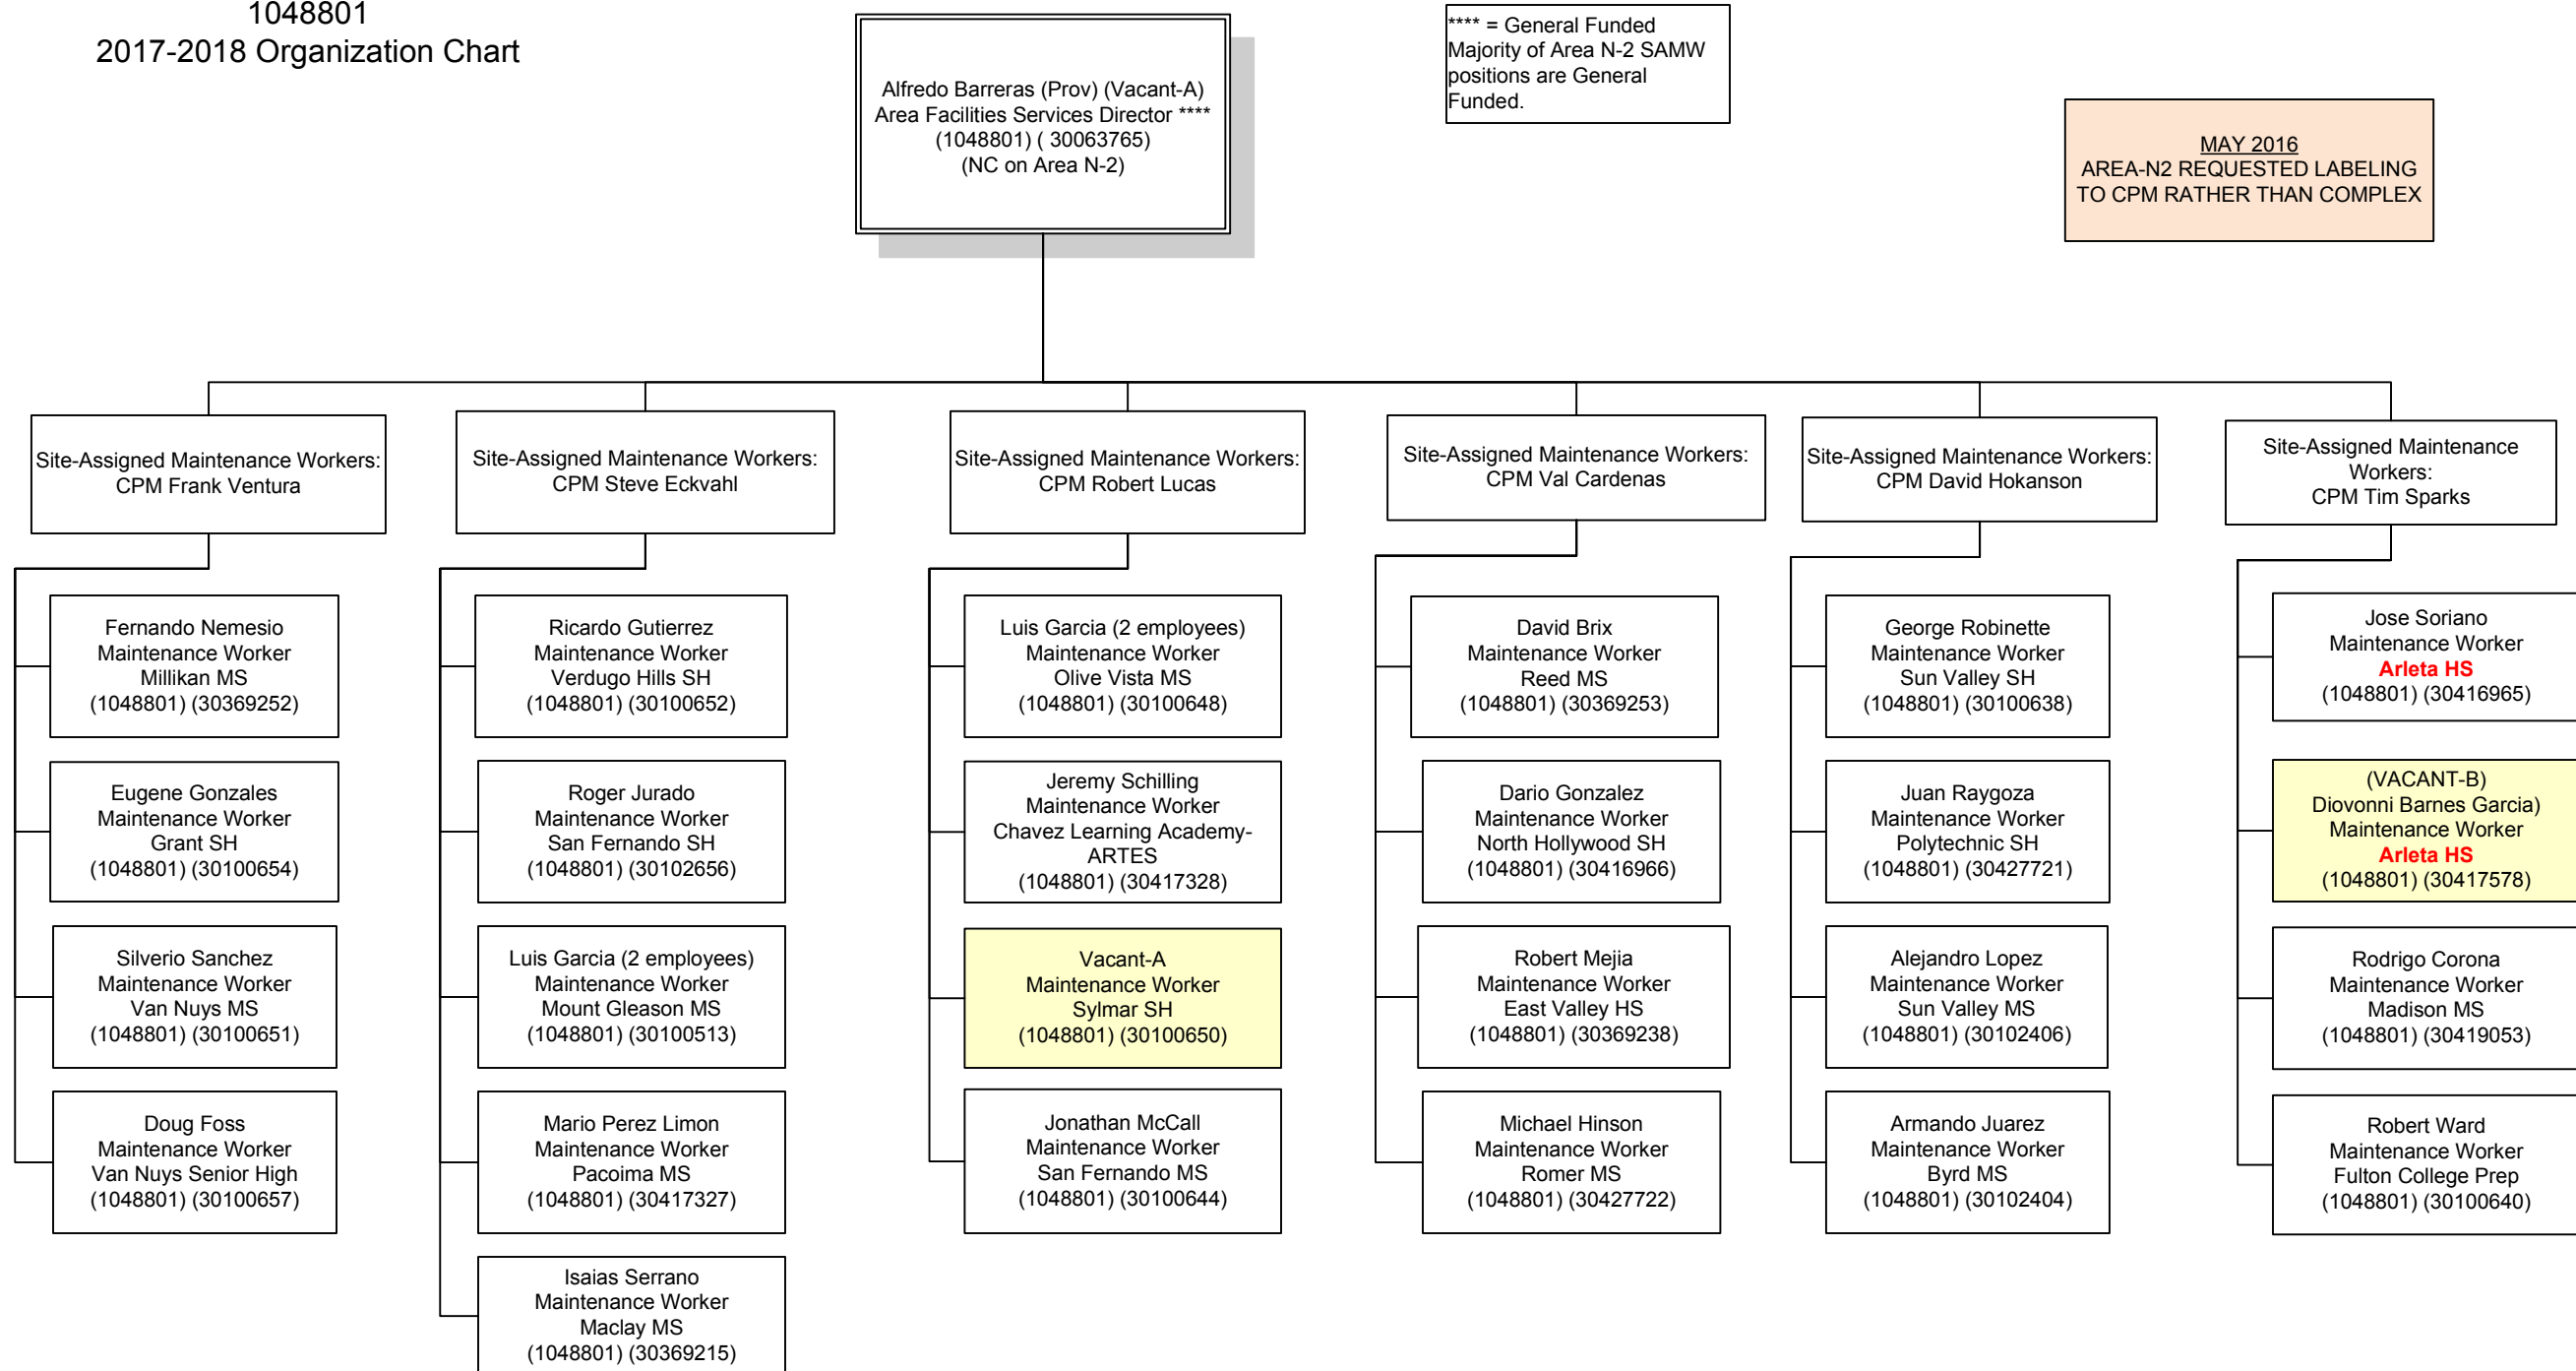 1048801
2017-2018 Organization Chart
Alfredo Barreras (Prov) (Vacant-A)
Area Facilities Services Director ****
(1048801) ( 30063765)
(NC on Area N-2)
**** = General Funded
Majority of Area N-2 SAMW
positions are General
Funded.
MAY 2016
AREA-N2 REQUESTED LABELING
TO CPM RATHER THAN COMPLEX
Site-Assigned Maintenance Workers:
CPM Frank Ventura
Fernando Nemesio
Maintenance Worker
Millikan MS
(1048801) (30369252)
Eugene Gonzales
Maintenance Worker
Grant SH
(1048801) (30100654)
Silverio Sanchez
Maintenance Worker
Van Nuys MS
(1048801) (30100651)
Doug Foss
Maintenance Worker
Van Nuys Senior High
(1048801) (30100657)
Site-Assigned Maintenance Workers:
CPM Steve Eckvahl
Ricardo Gutierrez
Maintenance Worker
Verdugo Hills SH
(1048801) (30100652)
Roger Jurado
Maintenance Worker
San Fernando SH
(1048801) (30102656)
Luis Garcia (2 employees)
Maintenance Worker
Mount Gleason MS
(1048801) (30100513)
Mario Perez Limon
Maintenance Worker
Pacoima MS
(1048801) (30417327)
Isaias Serrano
Maintenance Worker
Maclay MS
(1048801) (30369215)
Site-Assigned Maintenance Workers:
CPM Robert Lucas
Luis Garcia (2 employees)
Maintenance Worker
Olive Vista MS
(1048801) (30100648)
Jeremy Schilling
Maintenance Worker
Chavez Learning Academy-
ARTES
(1048801) (30417328)
Vacant-A
Maintenance Worker
Sylmar SH
(1048801) (30100650)
Jonathan McCall
Maintenance Worker
San Fernando MS
(1048801) (30100644)
Site-Assigned Maintenance Workers:
CPM Val Cardenas
David Brix
Maintenance Worker
Reed MS
(1048801) (30369253)
Dario Gonzalez
Maintenance Worker
North Hollywood SH
(1048801) (30416966)
Robert Mejia
Maintenance Worker
East Valley HS
(1048801) (30369238)
Michael Hinson
Maintenance Worker
Romer MS
(1048801) (30427722)
Site-Assigned Maintenance Workers:
CPM David Hokanson
George Robinette
Maintenance Worker
Sun Valley SH
(1048801) (30100638)
Juan Raygoza
Maintenance Worker
Polytechnic SH
(1048801) (30427721)
Alejandro Lopez
Maintenance Worker
Sun Valley MS
(1048801) (30102406)
Armando Juarez
Maintenance Worker
Byrd MS
(1048801) (30102404)
Site-Assigned Maintenance
Workers:
CPM Tim Sparks
Jose Soriano
Maintenance Worker
Arleta HS
(1048801) (30416965)
(VACANT-B)
Diovonni Barnes Garcia)
Maintenance Worker
Arleta HS
(1048801) (30417578)
Rodrigo Corona
Maintenance Worker
Madison MS
(1048801) (30419053)
Robert Ward
Maintenance Worker
Fulton College Prep
(1048801) (30100640)